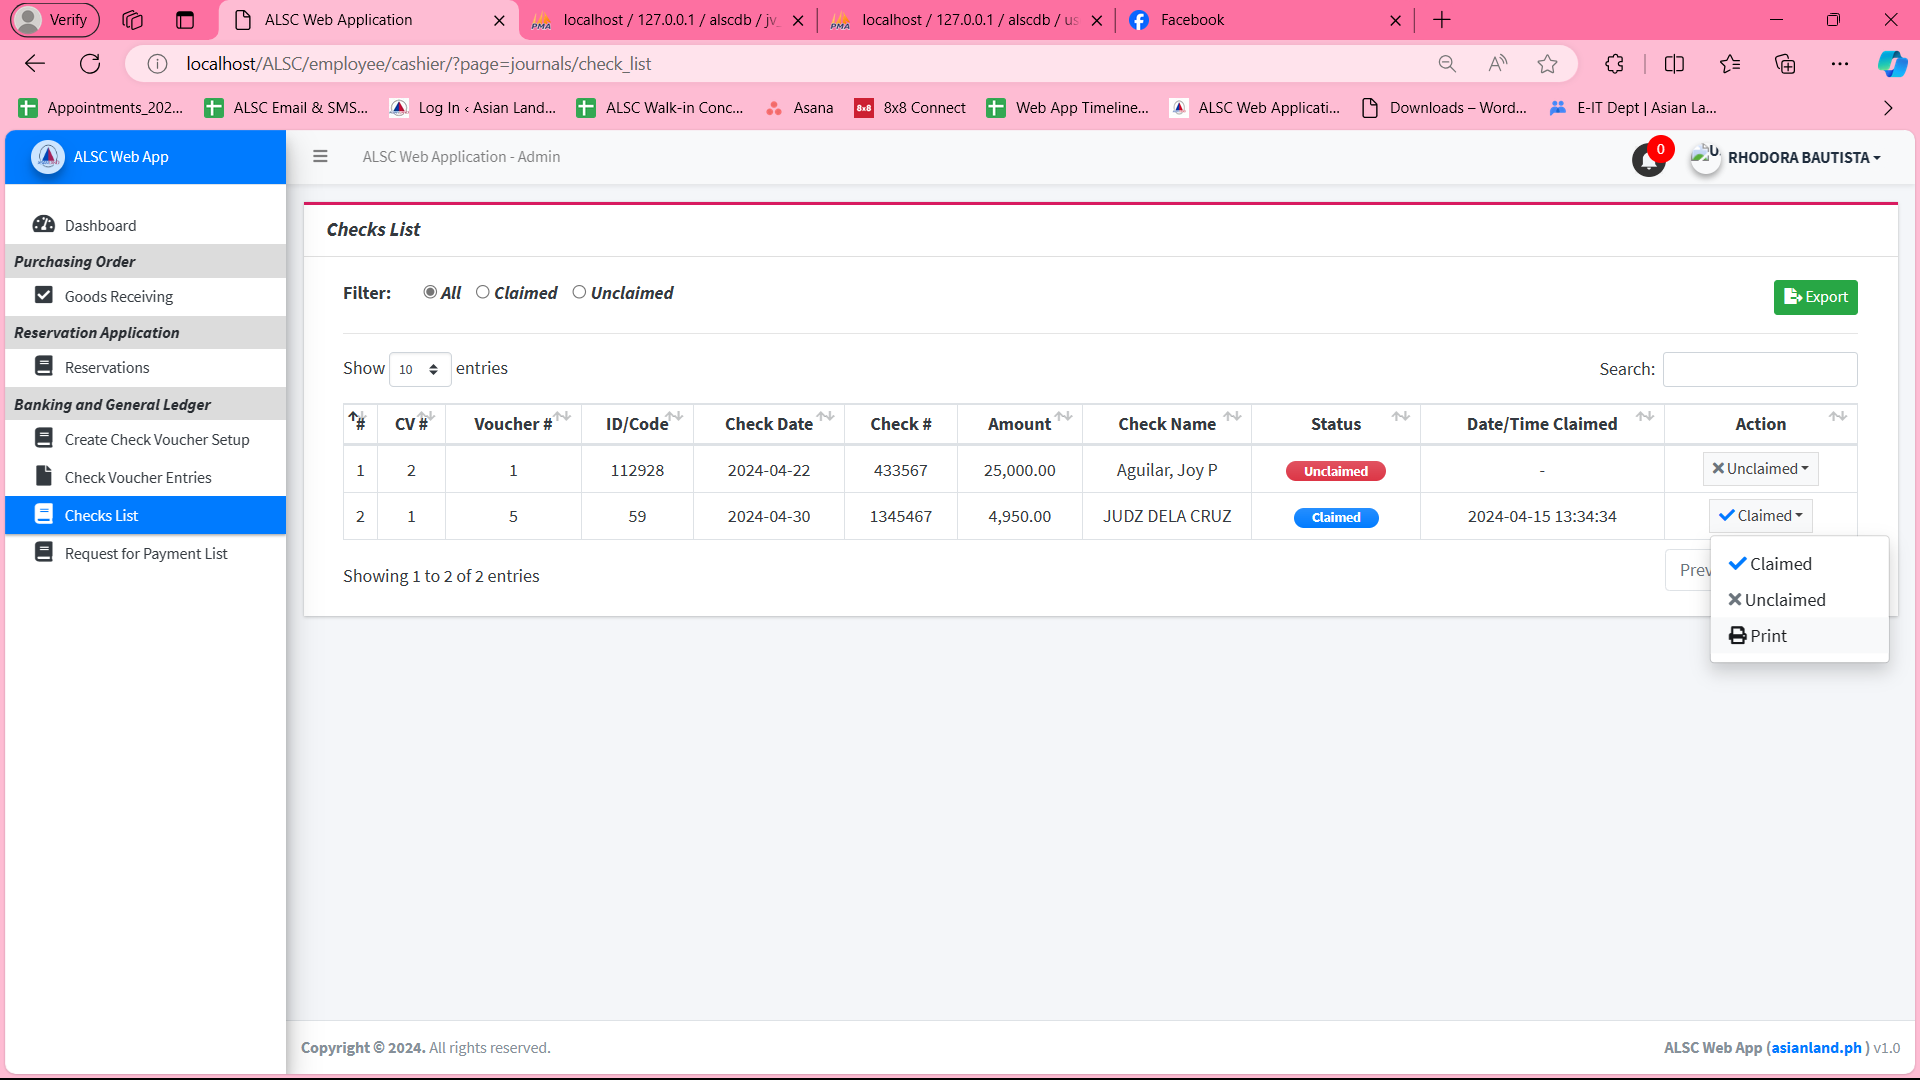 Verify
ALSC Web Application
localhost / 127.0.0.1 / alscdb / jv_
localhost / 127.0.0.1 / alscdb / us
Facebook
localhost/ALSC/employee/cashier/?page=journals/check_list
Appointments_202...
ALSC Email & SMS...
Log In ‹ Asian Land...
ALSC Walk-in Conc...
Asana
8x8 Connect
Web App Timeline...
ALSC Web Applicati...
Downloads – Word...
E-IT Dept | Asian La...
ALSC Web App
ALSC Web Application - Admin
0
RHODORA BAUTISTA
Dashboard
Purchasing Order
Goods Receiving
Reservation Application
Reservations
Banking and General Ledger
Create Check Voucher Setup
Check Voucher Entries
Checks List
Request for Payment List
Checks List
Filter: All Claimed Unclaimed
Export
Show 10 entries
Search:
# CV # Voucher # ID/Code Check Date Check # Amount Check Name Status Date/Time Claimed Action
1 2 1 112928 2024-04-22 433567 25,000.00 Aguilar, Joy P Unclaimed - Unclaimed
2 1 5 59 2024-04-30 1345467 4,950.00 JUDZ DELA CRUZ Claimed 2024-04-15 13:34:34 Claimed
Showing 1 to 2 of 2 entries
Prev
Claimed
Unclaimed
Print
Copyright © 2024. All rights reserved.
ALSC Web App (asianland.ph ) v1.0